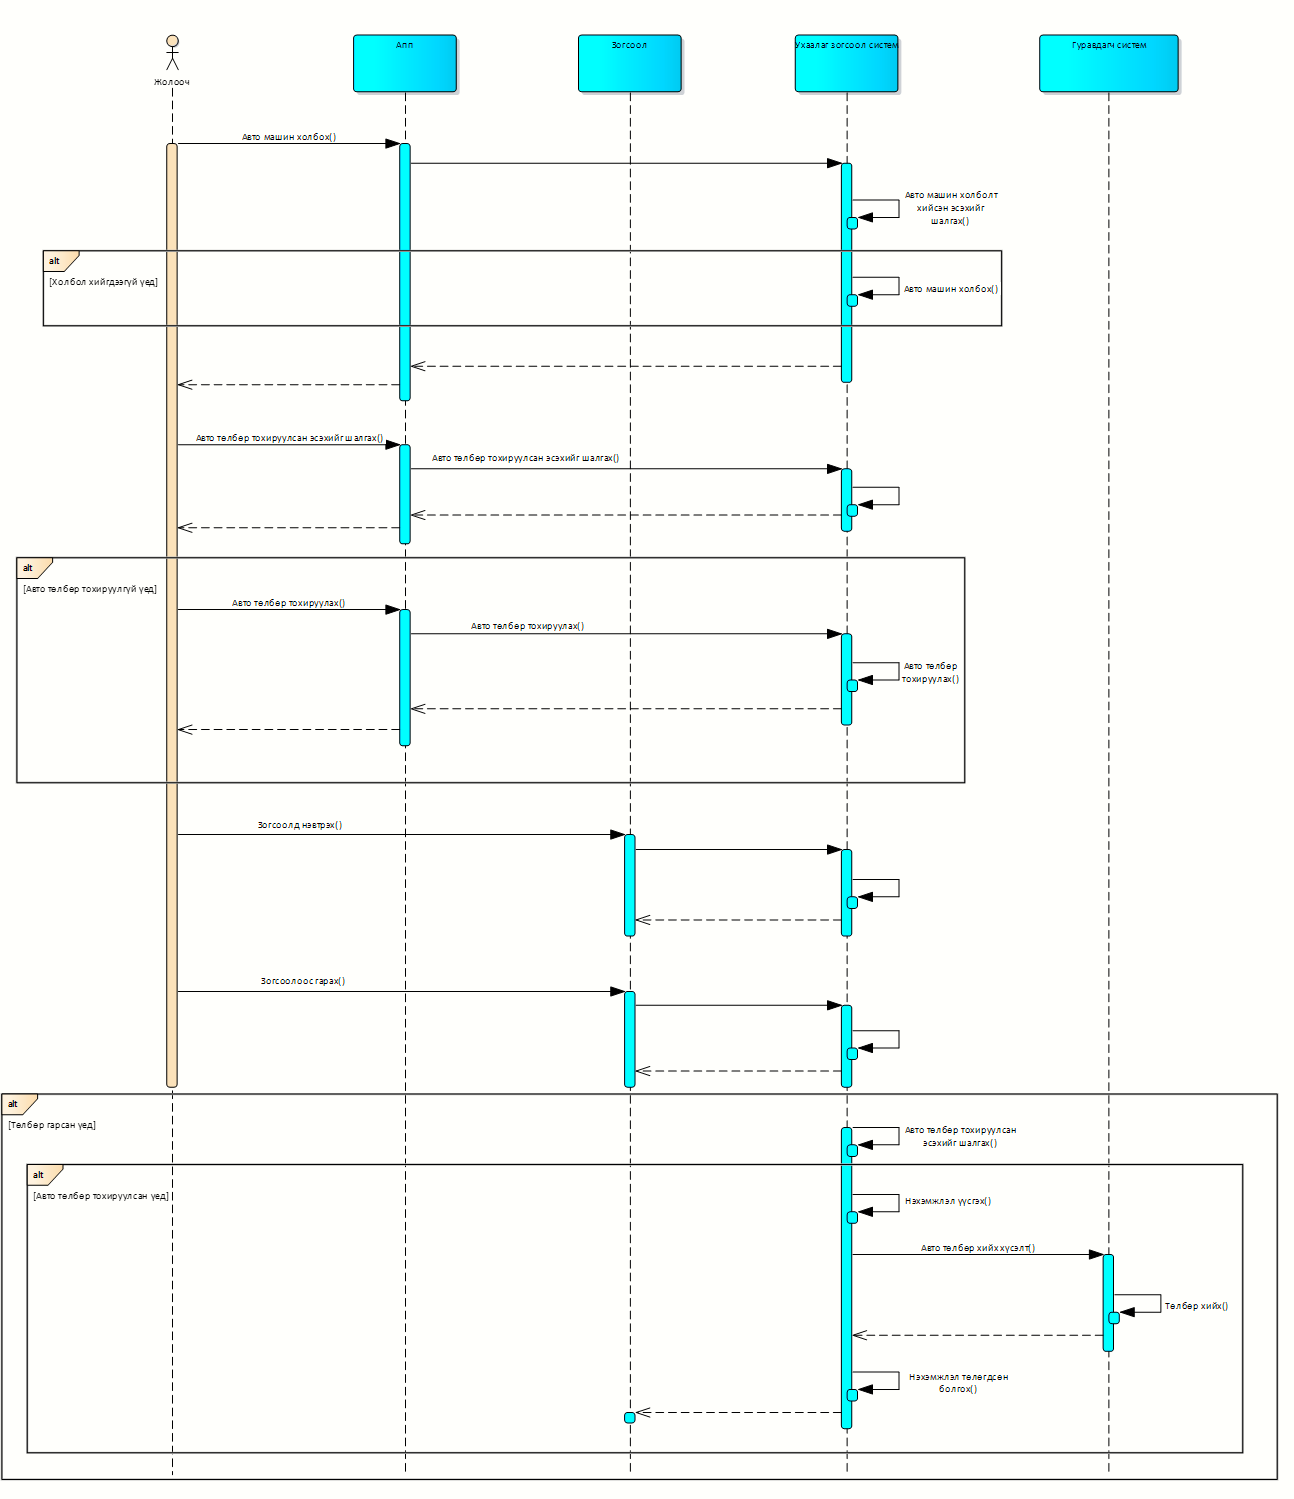 Жолооч
Апп
Зогсоол
Ухаалаг зогсоол систем
Гуравдагч систем
Авто машин холбох()
Авто машин холболт
хийсэн эсэхийг
шалгах()
alt
[Холбол хийгдээгүй үед]
Авто машин холбох()
Авто төлбөр тохируулсан эсэхийг шалгах()
Авто төлбөр тохируулсан эсэхийг шалгах()
alt
[Авто төлбөр тохируулгүй үед]
Авто төлбөр тохируулах()
Авто төлбөр тохируулах()
Авто төлбөр
тохируулах()
Зогсоолд нэвтрэх()
Зогсоолоос гарах()
alt
[Төлбөр гарсан үед]
Авто төлбөр тохируулсан
эсэхийг шалгах()
alt
[Авто төлбөр тохируулсан үед]
Нэхэмжлэл үүсгэх()
Авто төлбөр хийх хүсэлт()
Төлбөр хийх()
Нэхэмжлэл төлөгдсөн
болгох()